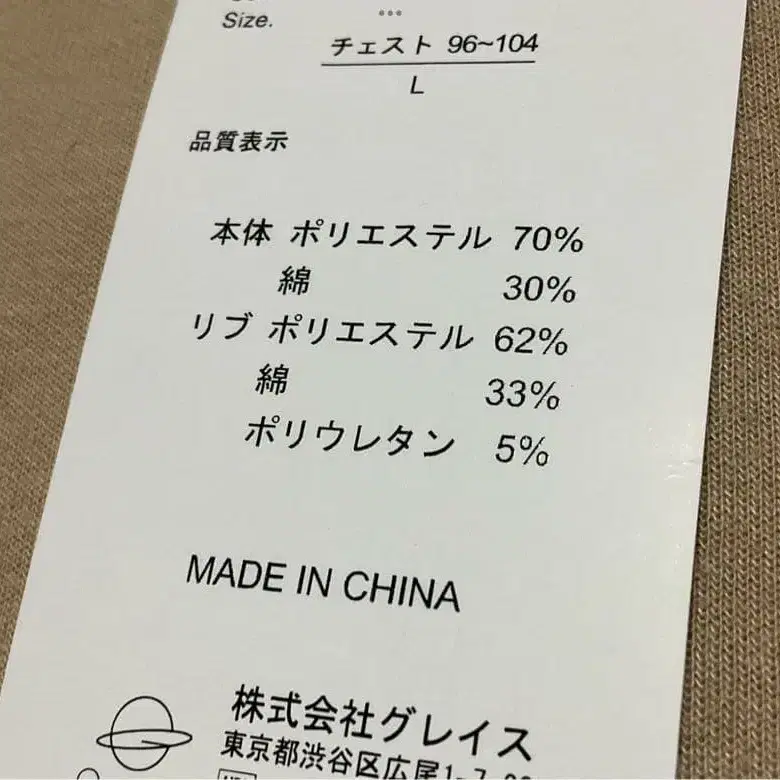 Size.
チェスト 96~104
L
品質表示
本体 ポリエステル 70%
綿 30%
リブ ポリエステル 62%
綿 33%
ポリウレタン 5%
MADE IN CHINA
株式会社グレイス
東京都渋谷区広尾1-7